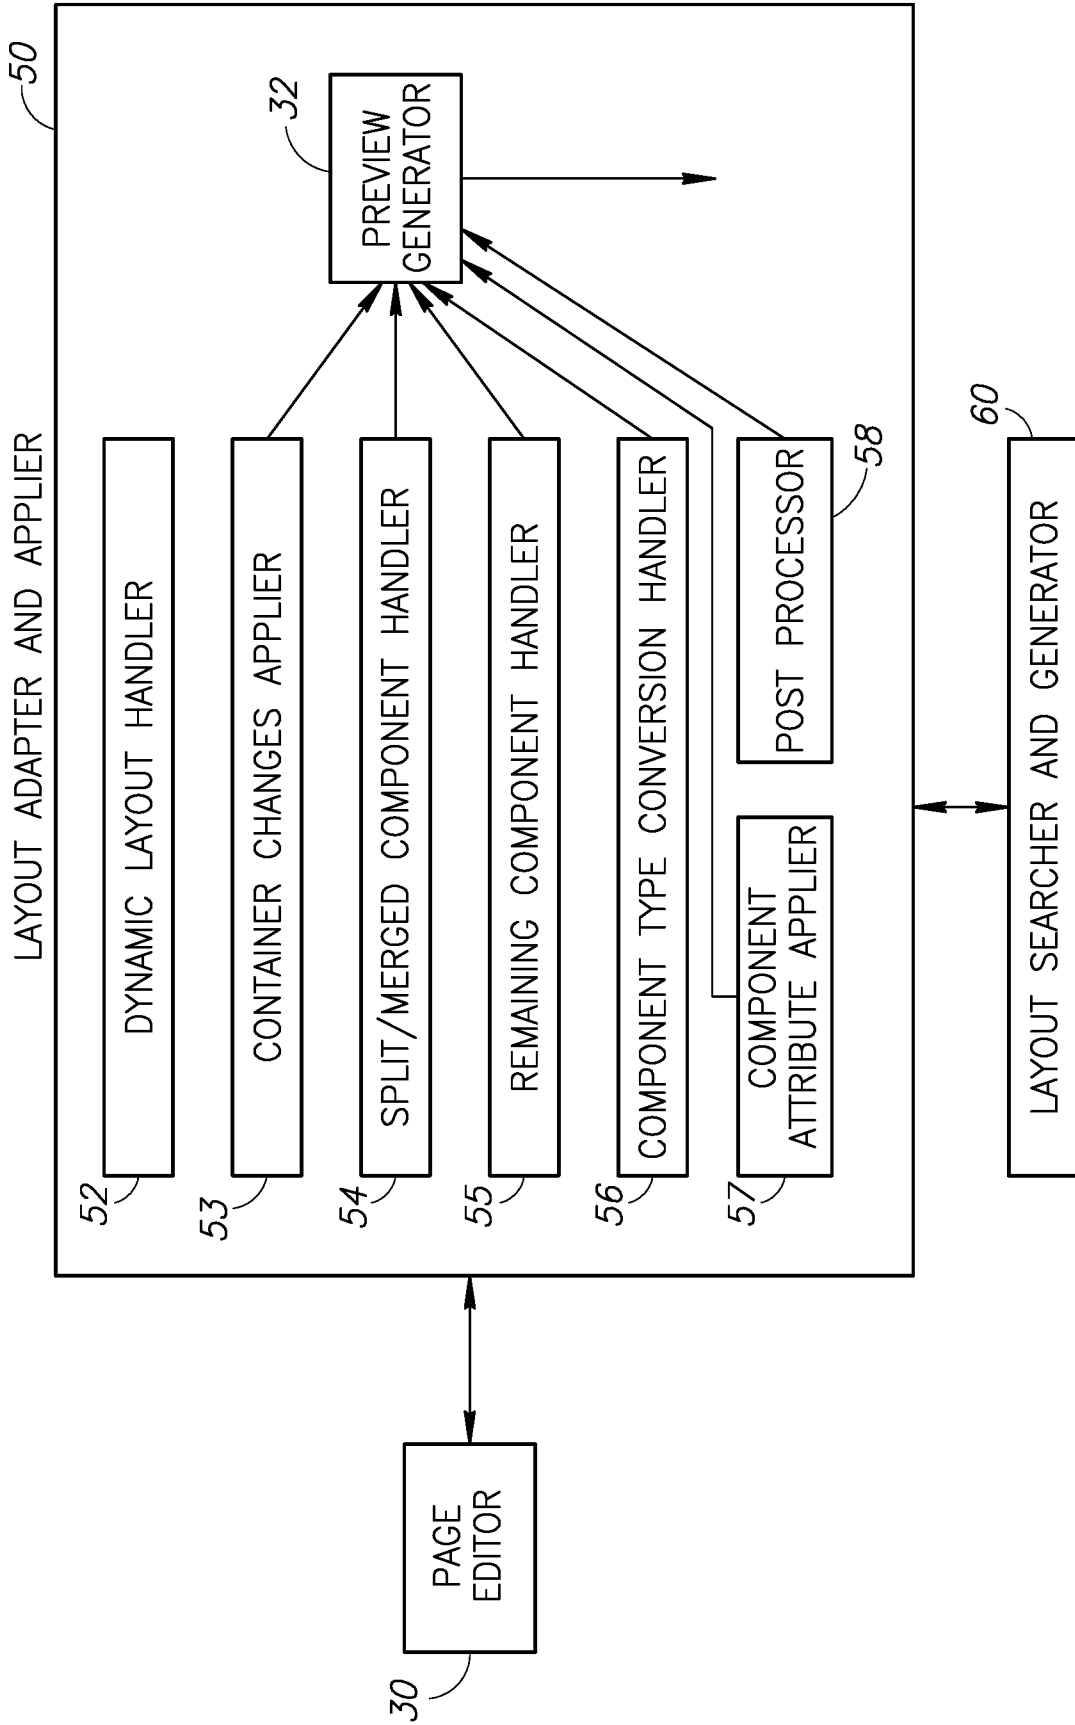 LAYOUT ADAPTER AND APPLIER
50
52
DYNAMIC LAYOUT HANDLER
53
CONTAINER CHANGES APPLIER
32
PREVIEW
GENERATOR
54
SPLIT/MERGED COMPONENT HANDLER
55
REMAINING COMPONENT HANDLER
30
PAGE
EDITOR
56
COMPONENT TYPE CONVERSION HANDLER
57
COMPONENT
ATTRIBUTE APPLIER
POST PROCESSOR
58
60
LAYOUT SEARCHER AND GENERATOR